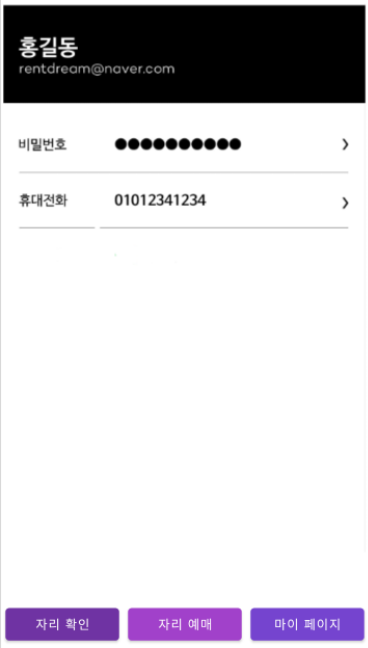 홍길동
rentdream@naver.com
비밀번호 ●●●●●●●●●● >
휴대전화 01012341234 >
자리 확인 자리 예매 마이 페이지